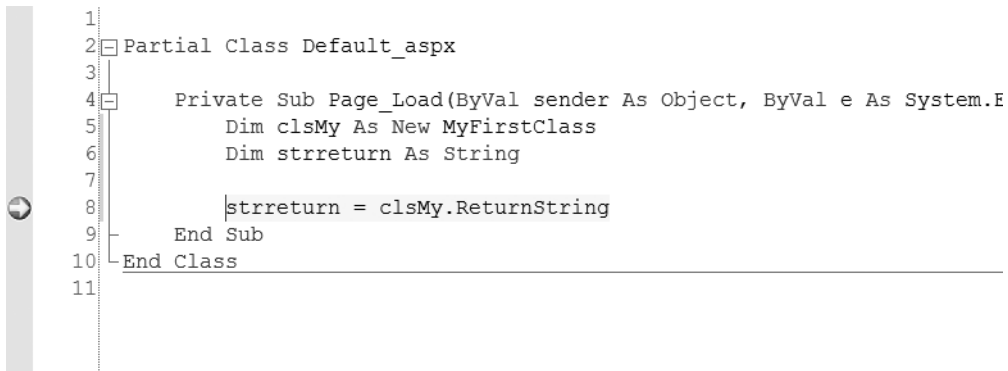 1
2 Partial Class Default_aspx
3
4 Private Sub Page_Load(ByVal sender As Object, ByVal e As System.E
5 Dim clsMy As New MyFirstClass
6 Dim strreturn As String
7
8 strreturn = clsMy.ReturnString
9 End Sub
10 End Class
11